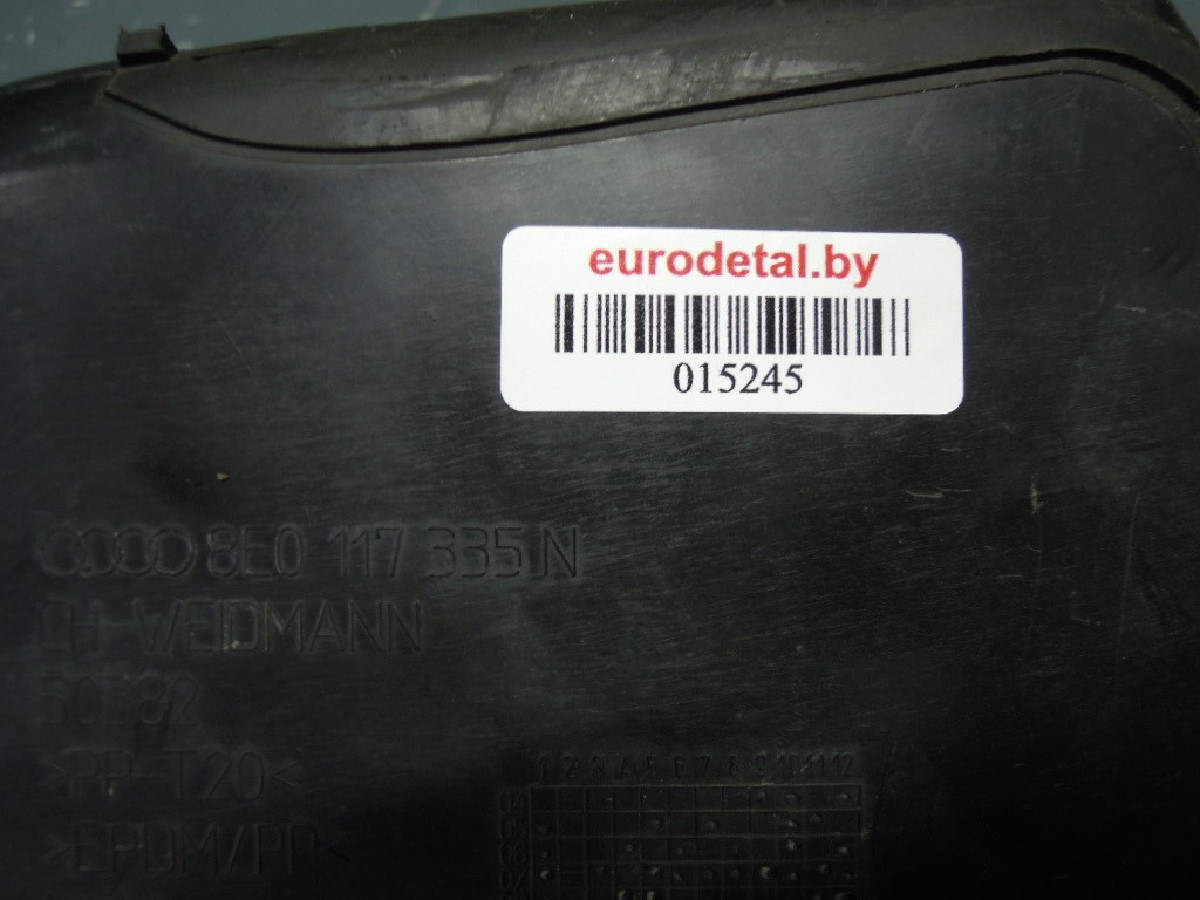 eurodetal.by
015245
8E0 117 335 N
CH-WEIDMANN
>PP-T20<
>EPDM/PP<
1 2 3 4 5 6 7 8 9 10 11 12